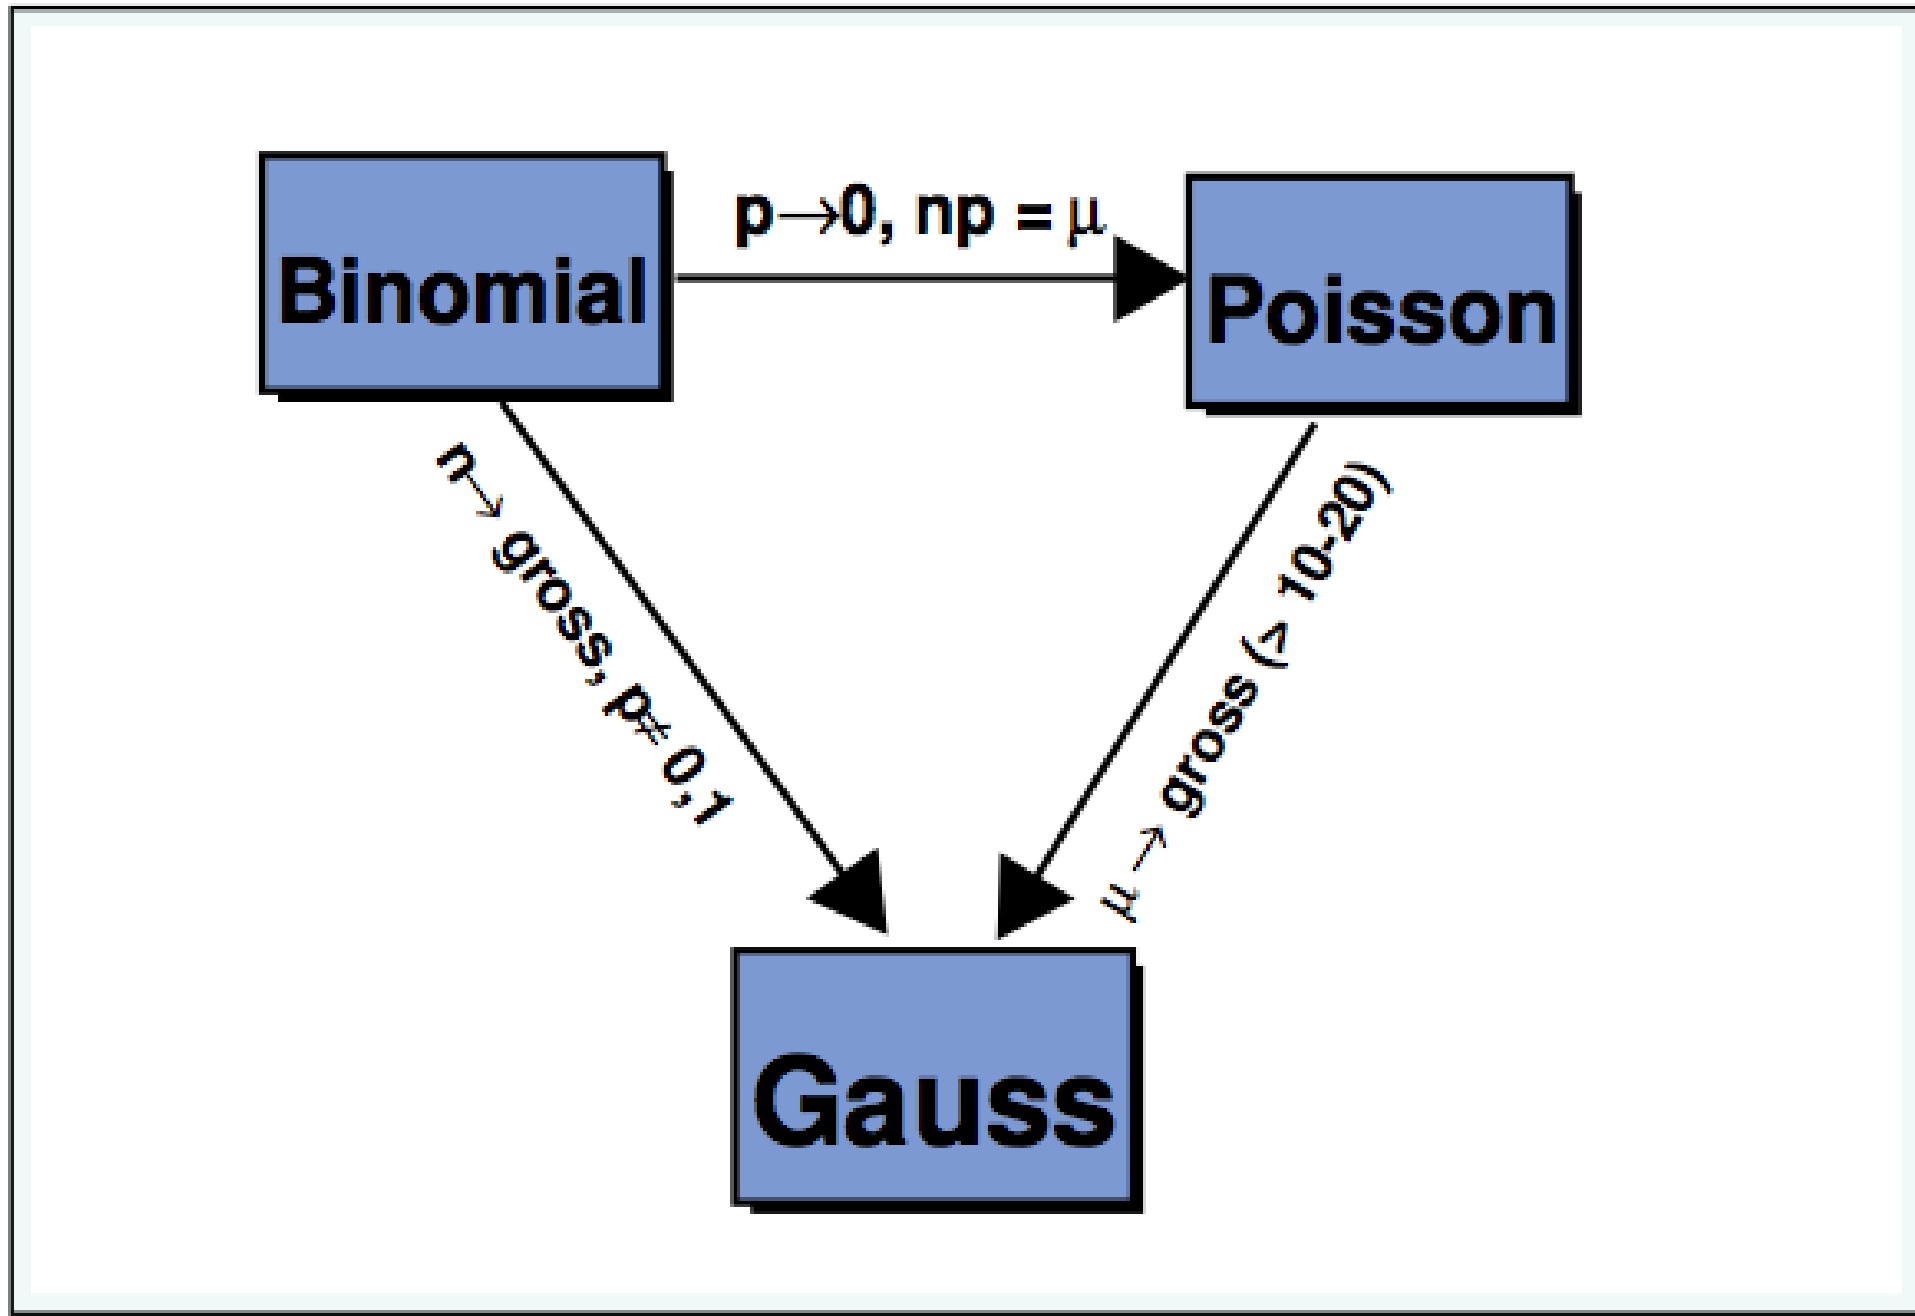 Binomial
p→0, np = μ
Poisson
n→ gross, p≠ 0,1
μ → gross (> 10-20)
Gauss